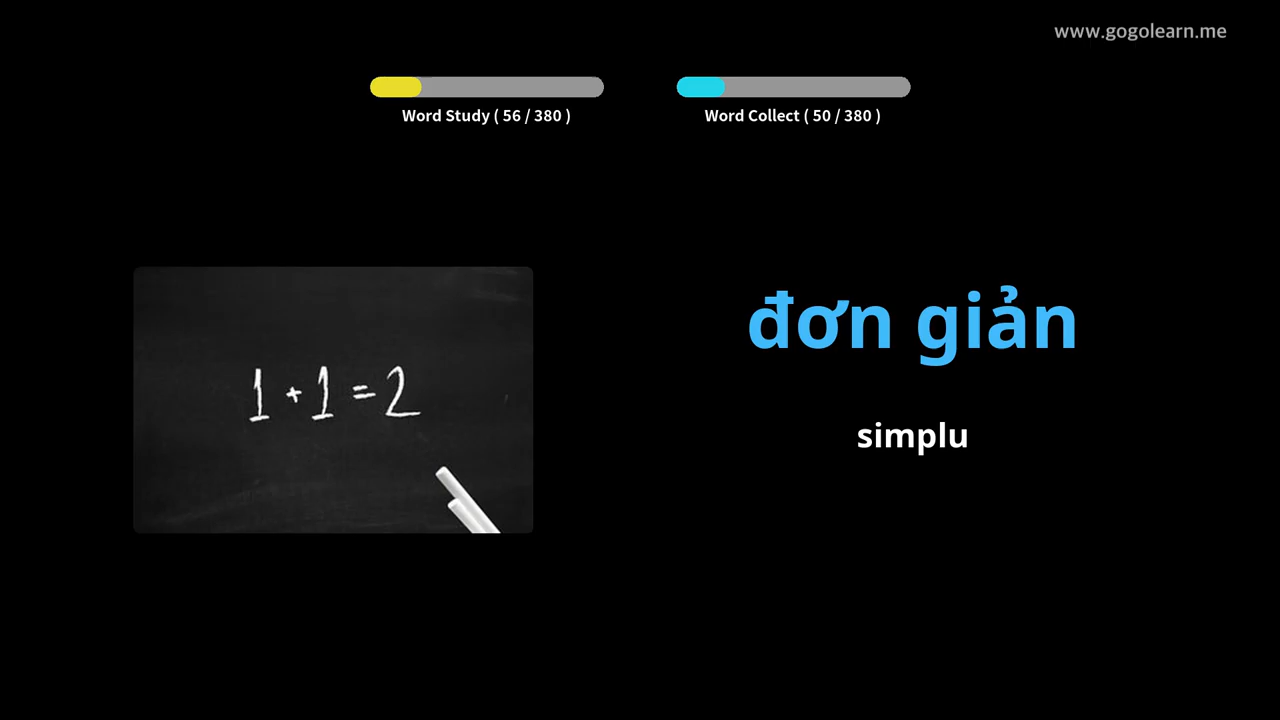 www.gogolearn.me
Word Study ( 56 / 380 )
Word Collect ( 50 / 380 )
1 + 1 = 2
đơn giản
simplu